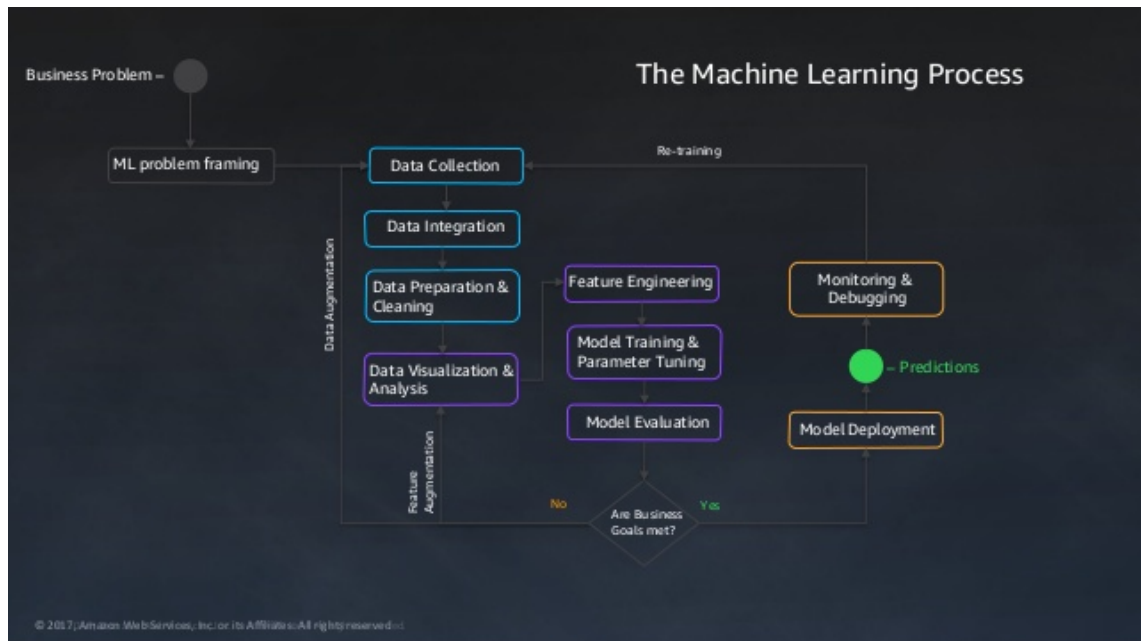 The Machine Learning Process
Business Problem –
ML problem framing
Data Collection
Re-training
Data Integration
Data Augmentation
Data Preparation &
Cleaning
Feature Engineering
Monitoring &
Debugging
Model Training &
Parameter Tuning
Data Visualization &
Analysis
– Predictions
Model Evaluation
Model Deployment
Feature
Augmentation
No
Are Business
Goals met?
Yes
© 2017, Amazon Web Services, Inc. or its Affiliates. All rights reserved.